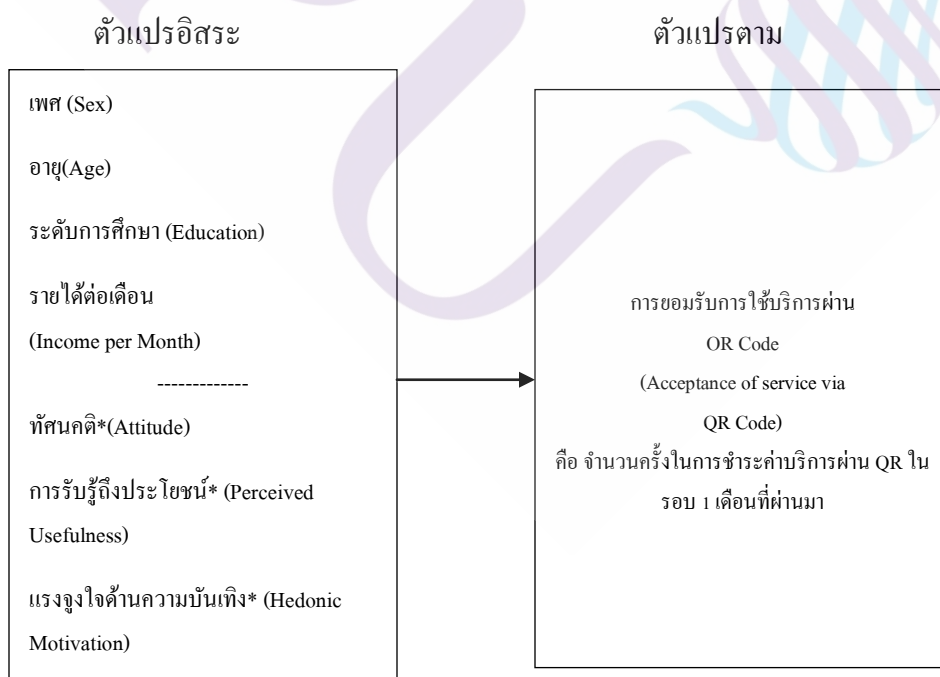 ตัวแปรอิสระ
ตัวแปรตาม
เพศ (Sex)
อายุ(Age)
ระดับการศึกษา (Education)
รายได้ต่อเดือน
(Income per Month)
-------------
ทัศนคติ*(Attitude)
การรับรู้ถึงประโยชน์* (Perceived
Usefulness)
แรงจูงใจด้านความบันเทิง* (Hedonic
Motivation)
การยอมรับการใช้บริการผ่าน
OR Code
(Acceptance of service via
QR Code)
คือ จำนวนครั้งในการชำระค่าบริการผ่าน QR ใน
รอบ 1 เดือนที่ผ่านมา